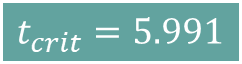 t_crit = 5.991